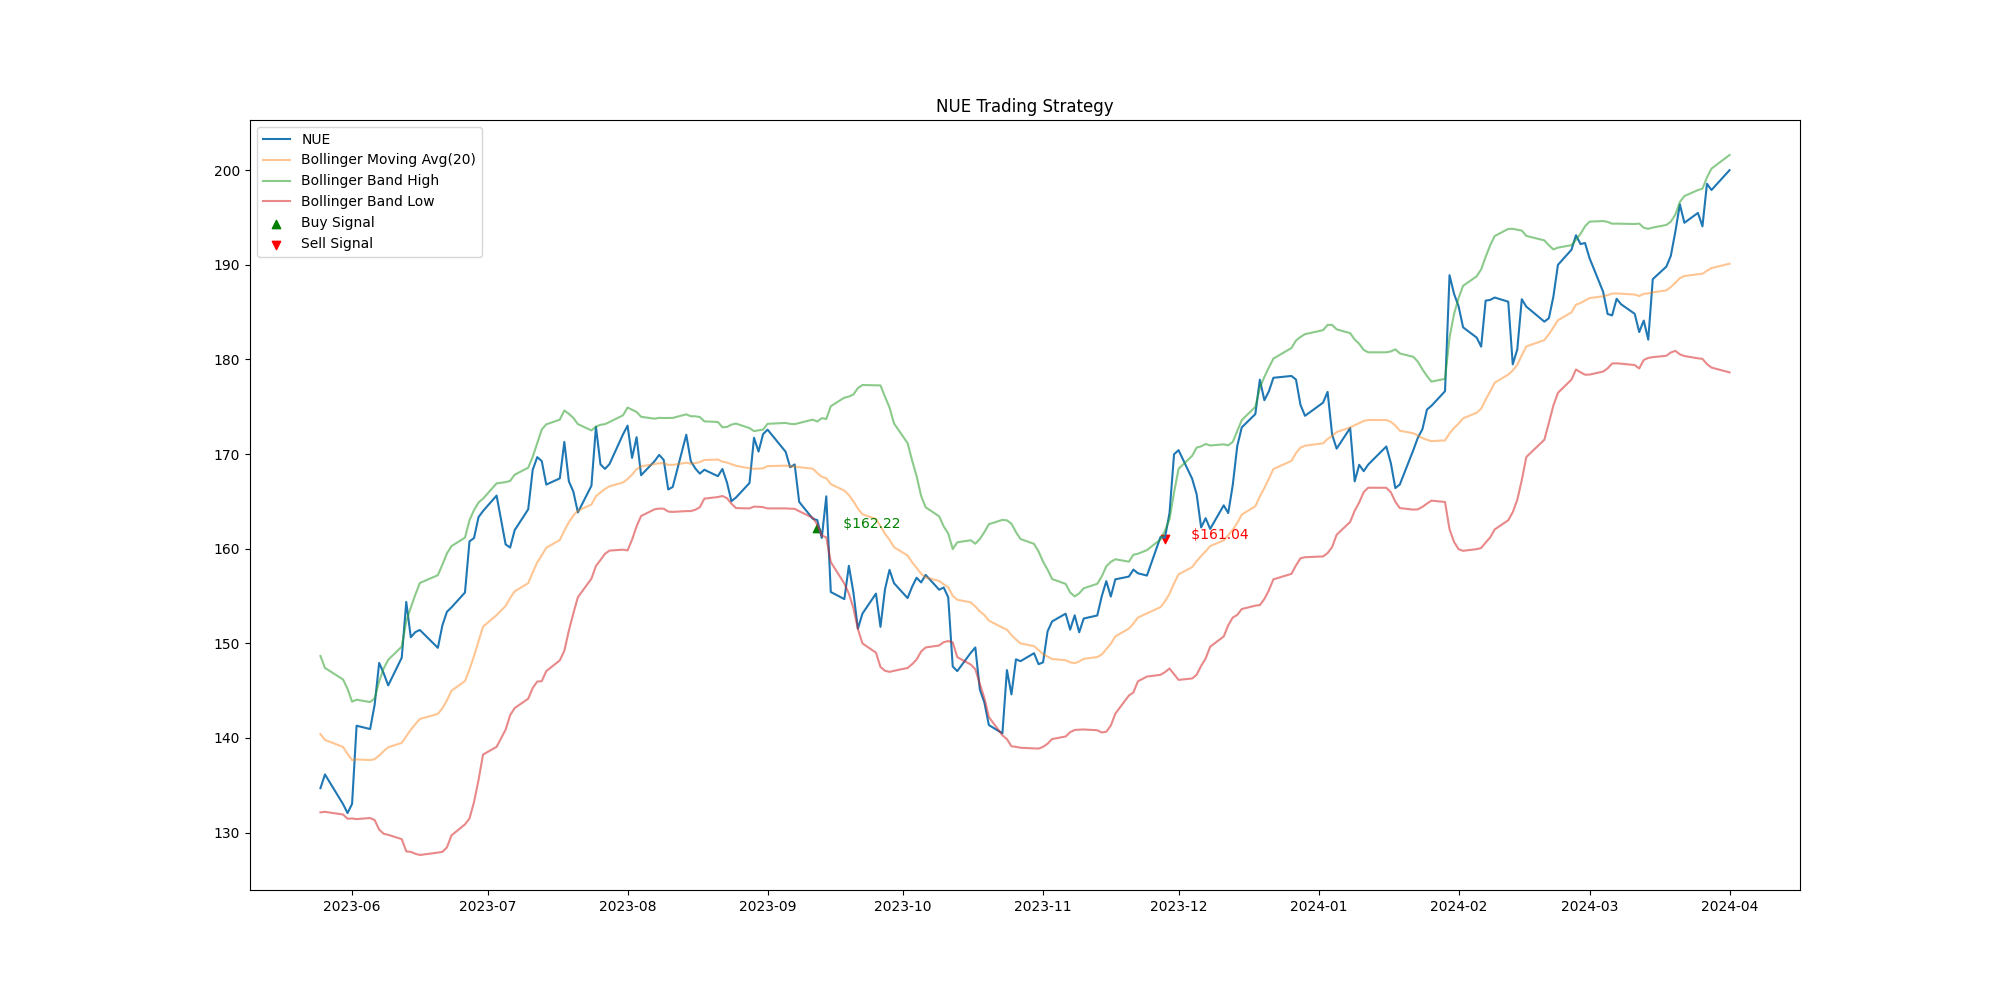 NUE Trading Strategy
NUE
Bollinger Moving Avg(20)
Bollinger Band High
Bollinger Band Low
Buy Signal
Sell Signal
200
190
180
170
160
150
140
130
$162.22
$161.04
2023-06 2023-07 2023-08 2023-09 2023-10 2023-11 2023-12 2024-01 2024-02 2024-03 2024-04